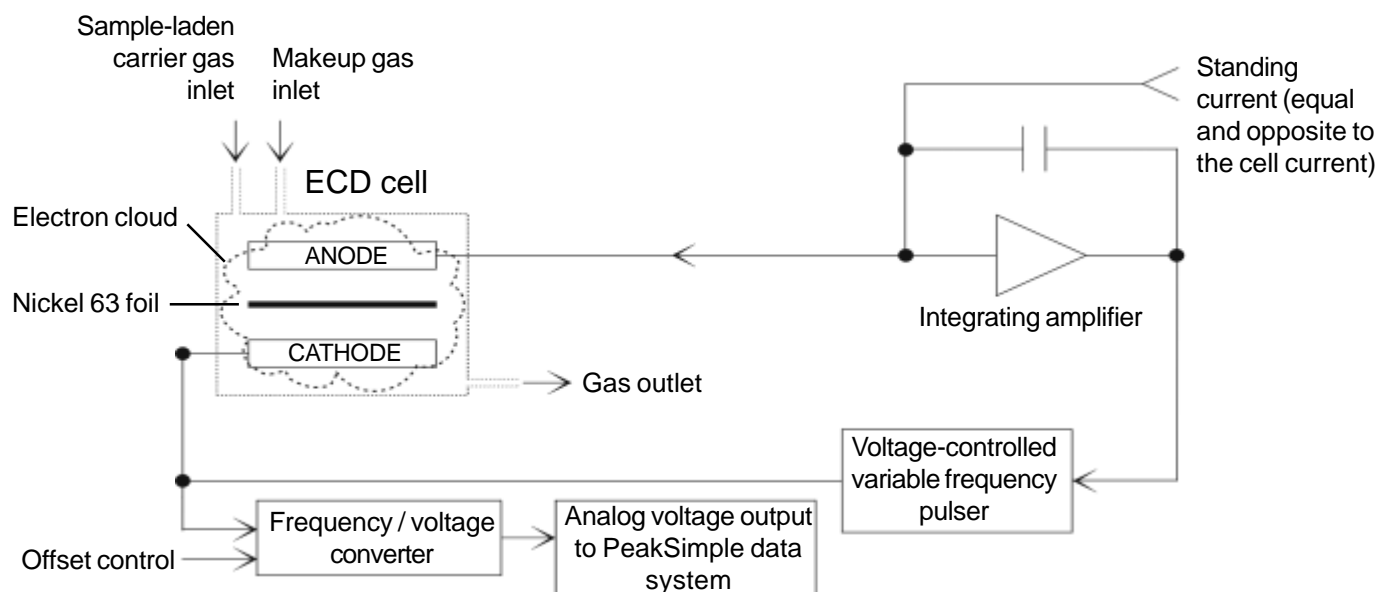 Sample-laden
carrier gas
inlet
Makeup gas
inlet
Standing
current (equal
and opposite to
the cell current)
ECD cell
Electron cloud
ANODE
Nickel 63 foil
Integrating amplifier
CATHODE
Gas outlet
Voltage-controlled
variable frequency
pulser
Frequency / voltage
converter
Analog voltage output
to PeakSimple data
system
Offset control